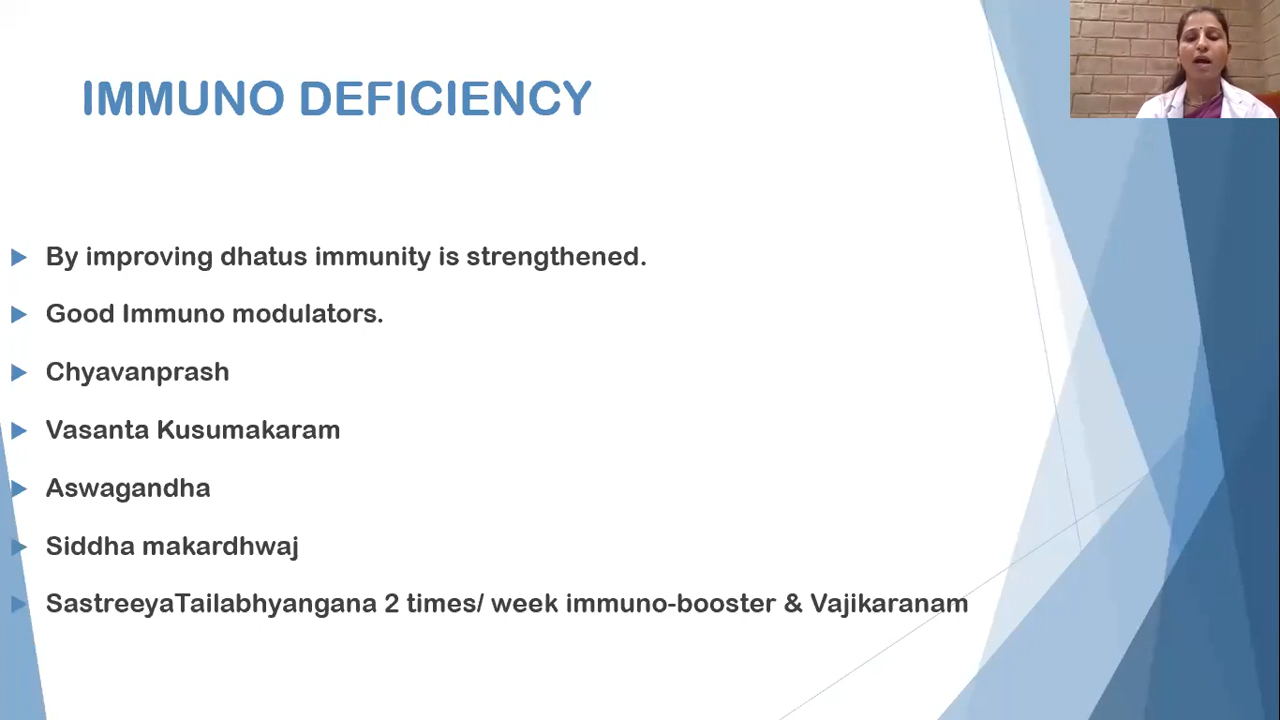 IMMUNO DEFICIENCY
By improving dhatus immunity is strengthened.
Good Immuno modulators.
Chyavanprash
Vasanta Kusumakaram
Aswagandha
Siddha makardhwaj
SastreeyaTailabhyangana 2 times/ week immuno-booster & Vajikaranam